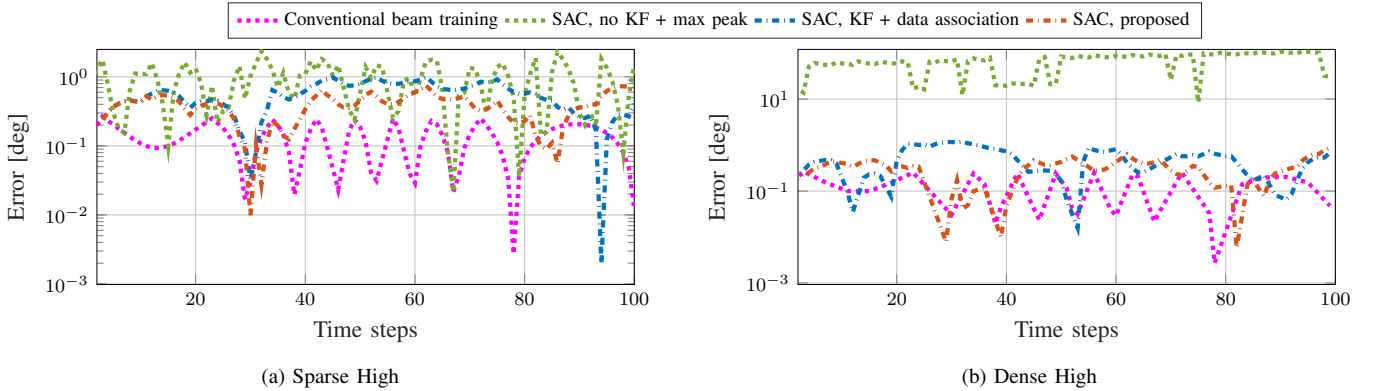 Conventional beam training
SAC, no KF + max peak
SAC, KF + data association
SAC, proposed
10^0
10^{-1}
10^{-2}
10^{-3}
Error [deg]
20
40
60
80
100
Time steps
(a) Sparse High
10^1
10^{-1}
10^{-3}
Error [deg]
20
40
60
80
100
Time steps
(b) Dense High